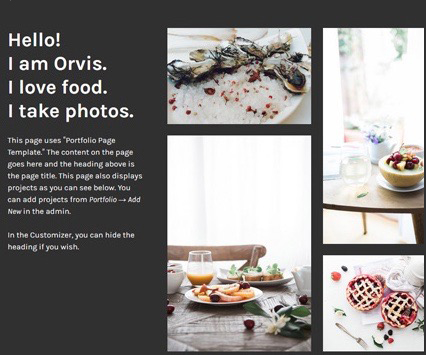 Hello!
I am Orvis.
I love food.
I take photos.
This page uses "Portfolio Page
Template." The content on the page
goes here and the heading above is
the page title. This page also displays
projects as you can see below. You
can add projects from Portfolio → Add
New in the admin.
In the Customizer, you can hide the
heading if you wish.